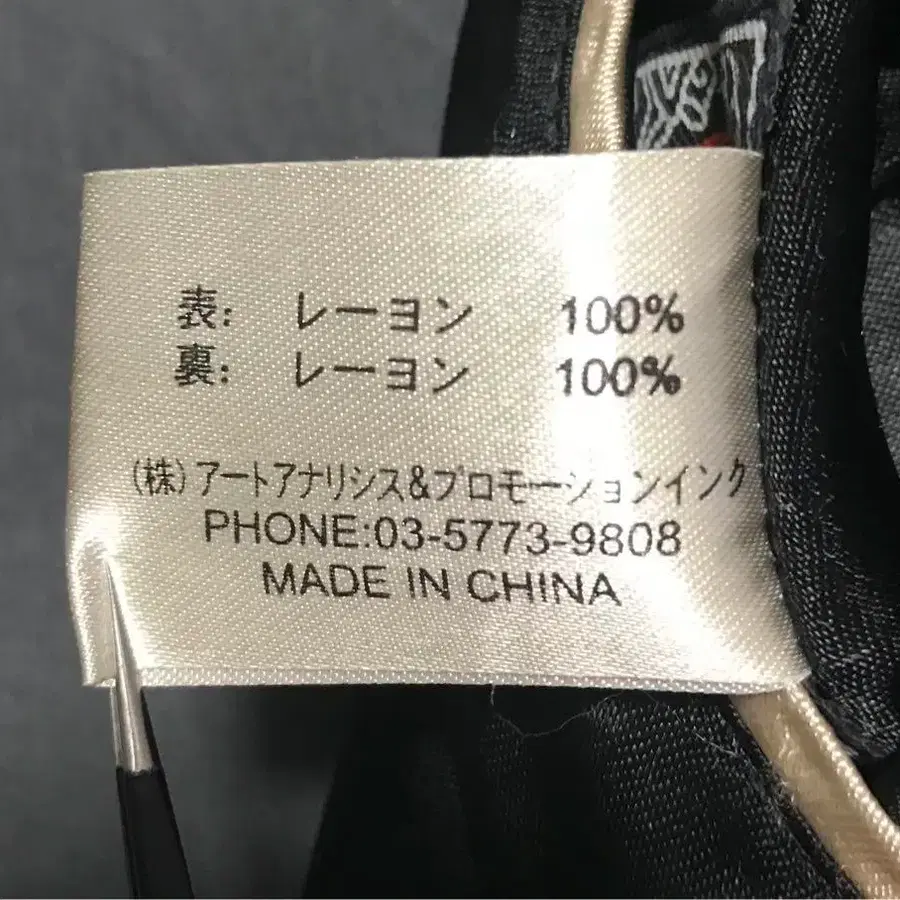 表: レーヨン 100%
裏: レーヨン 100%
(株)アートアナリシス&プロモーションインク
PHONE:03-5773-9808
MADE IN CHINA